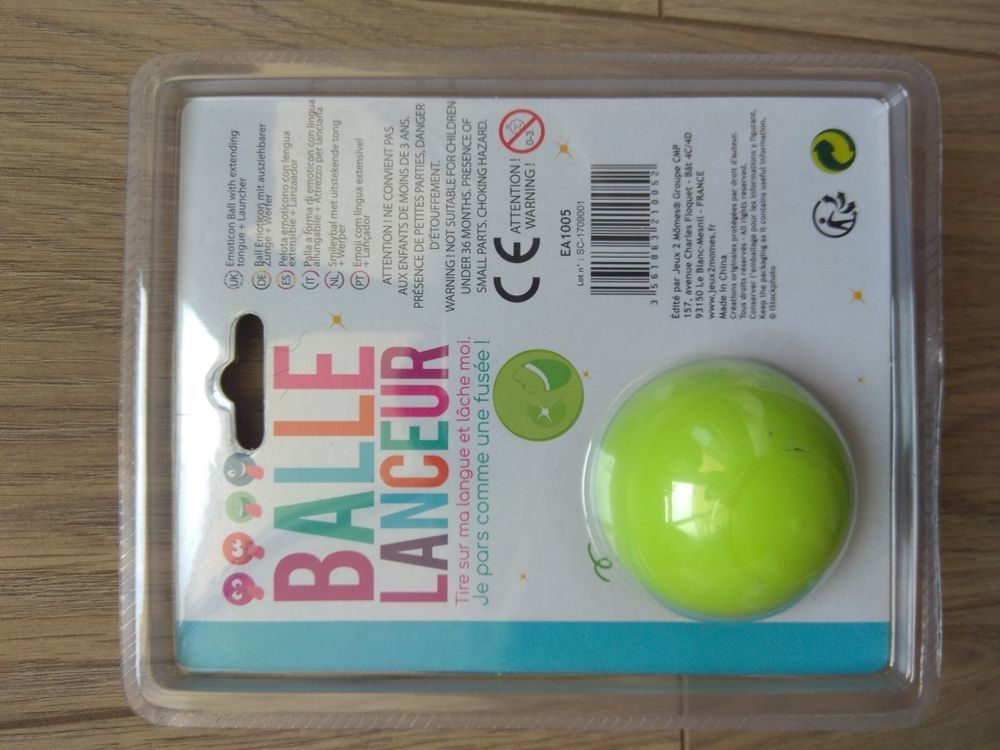 BALLE
LANCEUR
Tire sur ma langue et lâche moi.
Je pars comme une fusée !
UK Emoticon Ball with extending
tongue + Launcher
DE Ball Emoticon mit ausziehbarer
Zunge + Werfer
ES Pelota emoticono con lengua
extensible + Lanzador
IT Palla a forma di emoticon con lingua
allungabile + Attrezzo per lanciarla
NL Smileybal met uitstekende tong
+ Werper
PT Emoji com língua extensível
+ Lançador
ATTENTION ! NE CONVIENT PAS
AUX ENFANTS DE MOINS DE 3 ANS.
PRÉSENCE DE PETITES PARTIES, DANGER
D'ÉTOUFFEMENT.
WARNING ! NOT SUITABLE FOR CHILDREN
UNDER 36 MONTHS. PRESENCE OF
SMALL PARTS. CHOKING HAZARD.
CE ATTENTION !
WARNING !
0-3
EA1005
Lot n° : SC-1709001
3 561863 210052
Édité par Jeux 2 Mômes® Groupe CMP
157, avenue Charles Floquet - Bât 4C/4D
93150 Le Blanc-Mesnil - FRANCE
www.jeux2momes.fr
Made in China
Créations originales protégées par droit d'auteur.
Tous droits réservés - All rights reserved.
Conserver l'emballage pour les informations y figurant.
Keep the packaging as it contains useful information.
© iStockphoto